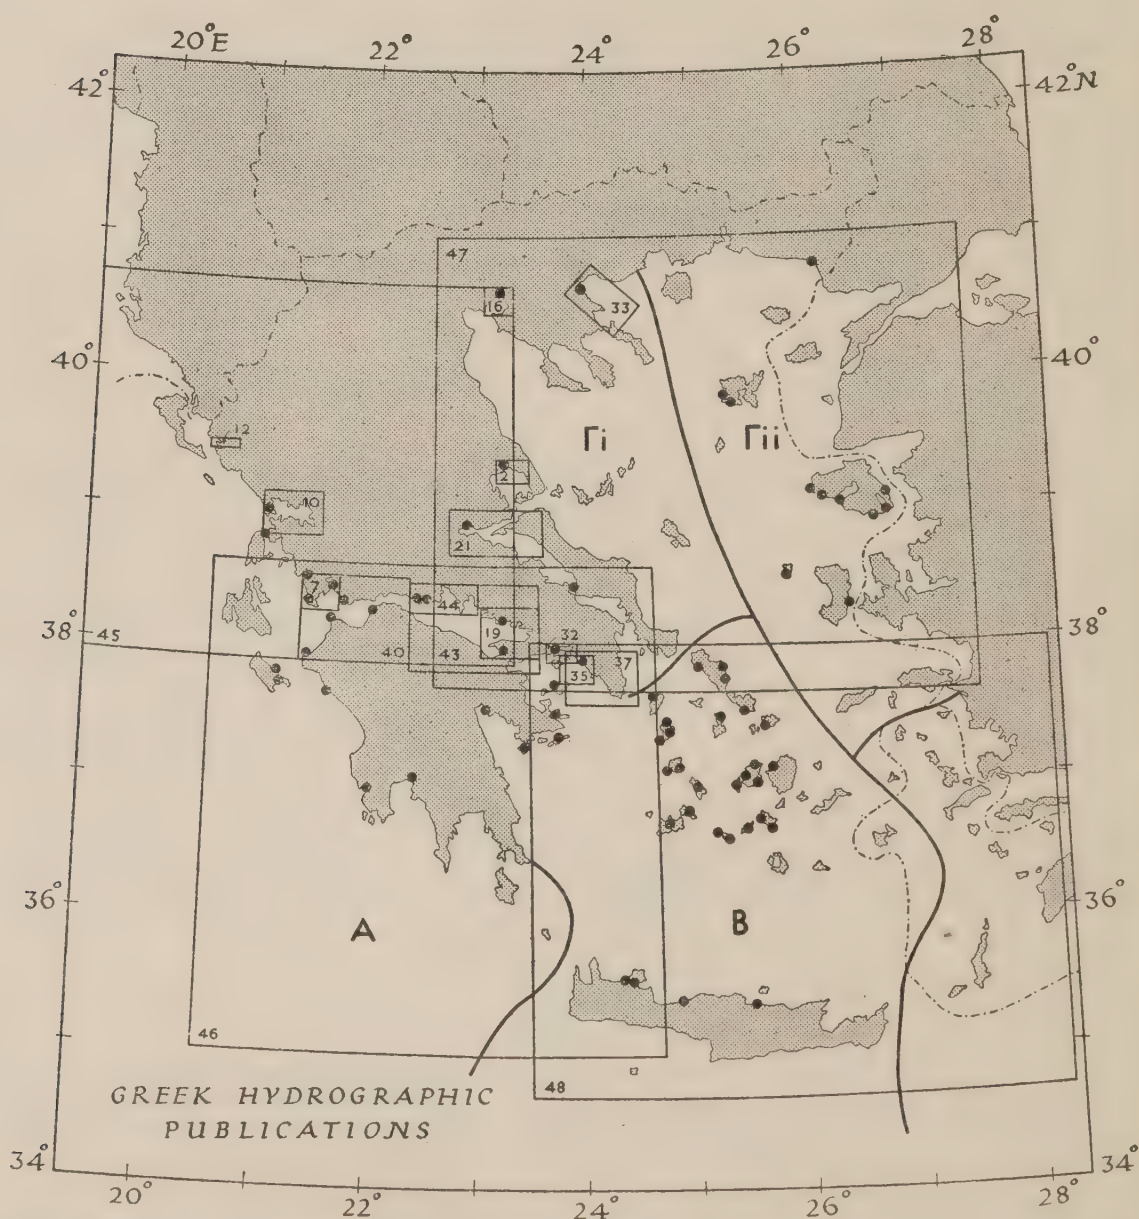 20°E 22° 24° 26° 28°
42° 42°N
47
16 33
40° 40°
12
Γi Γii
2
10
21
7 44
19 32
38° 45 40 43 37 38°
35
36° 36°
A B
46
48
GREEK HYDROGRAPHIC
PUBLICATIONS
34° 34°
20° 22° 24° 26° 28°